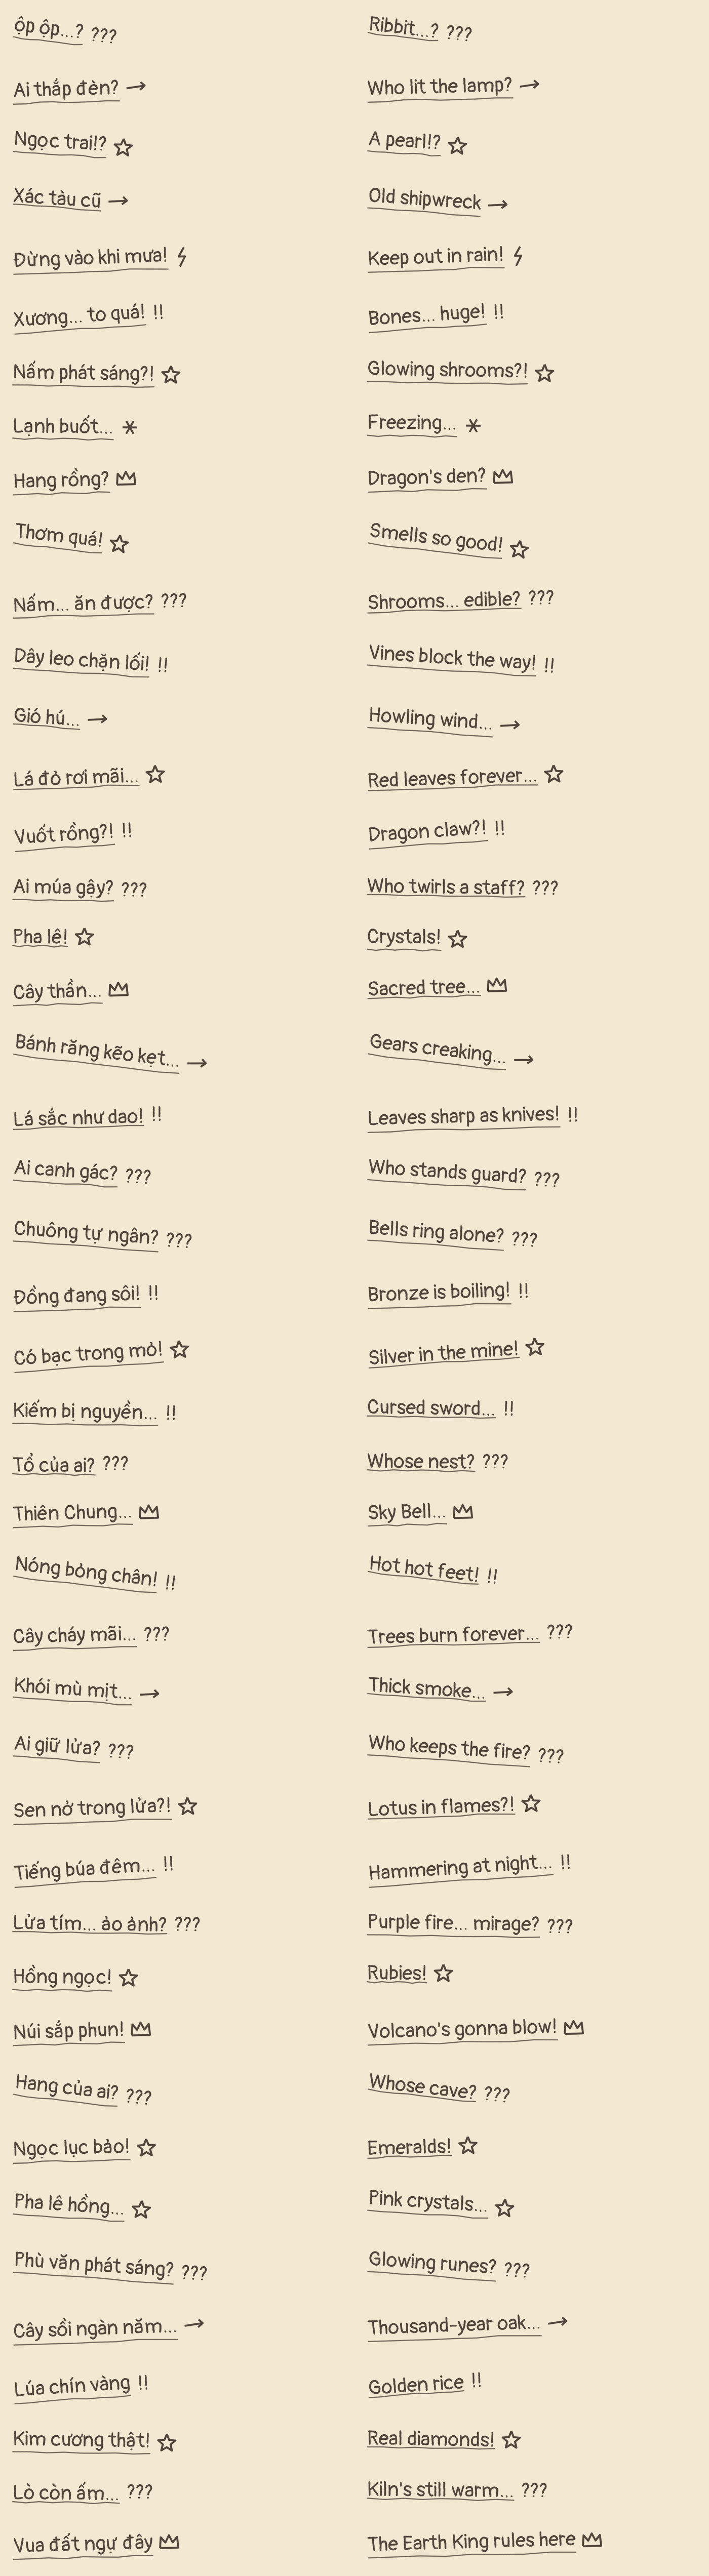 ộp ộp...? ??? Ribbit...? ???
Ai thắp đèn? → Who lit the lamp? →
Ngọc trai!? ☆ A pearl!? ☆
Xác tàu cũ → Old shipwreck →
Đừng vào khi mưa! Keep out in rain!
Xương... to quá! !! Bones... huge! !!
Nấm phát sáng?! ☆ Glowing shrooms?! ☆
Lạnh buốt... * Freezing... *
Hang rồng? Dragon's den?
Thơm quá! ☆ Smells so good! ☆
Nấm... ăn được? ??? Shrooms... edible? ???
Dây leo chặn lối! !! Vines block the way! !!
Gió hú... → Howling wind... →
Lá đỏ rơi mãi... ☆ Red leaves forever... ☆
Vuốt rồng?! !! Dragon claw?! !!
Ai múa gậy? ??? Who twirls a staff? ???
Pha lê! ☆ Crystals! ☆
Cây thần... Sacred tree...
Bánh răng kẽo kẹt... → Gears creaking... →
Lá sắc như dao! !! Leaves sharp as knives! !!
Ai canh gác? ??? Who stands guard? ???
Chuông tự ngân? ??? Bells ring alone? ???
Đồng đang sôi! !! Bronze is boiling! !!
Có bạc trong mỏ! ☆ Silver in the mine! ☆
Kiếm bị nguyền... !! Cursed sword... !!
Tổ của ai? ??? Whose nest? ???
Thiên Chung... Sky Bell...
Nóng bỏng chân! !! Hot hot feet! !!
Cây cháy mãi... ??? Trees burn forever... ???
Khói mù mịt... → Thick smoke... →
Ai giữ lửa? ??? Who keeps the fire? ???
Sen nở trong lửa?! ☆ Lotus in flames?! ☆
Tiếng búa đêm... !! Hammering at night... !!
Lửa tím... ảo ảnh? ??? Purple fire... mirage? ???
Hồng ngọc! ☆ Rubies! ☆
Núi sắp phun! Volcano's gonna blow!
Hang của ai? ??? Whose cave? ???
Ngọc lục bảo! ☆ Emeralds! ☆
Pha lê hồng... ☆ Pink crystals... ☆
Phù văn phát sáng? ??? Glowing runes? ???
Cây sồi ngàn năm... → Thousand-year oak... →
Lúa chín vàng !! Golden rice !!
Kim cương thật! ☆ Real diamonds! ☆
Lò còn ấm... ??? Kiln's still warm... ???
Vua đất ngự đây The Earth King rules here